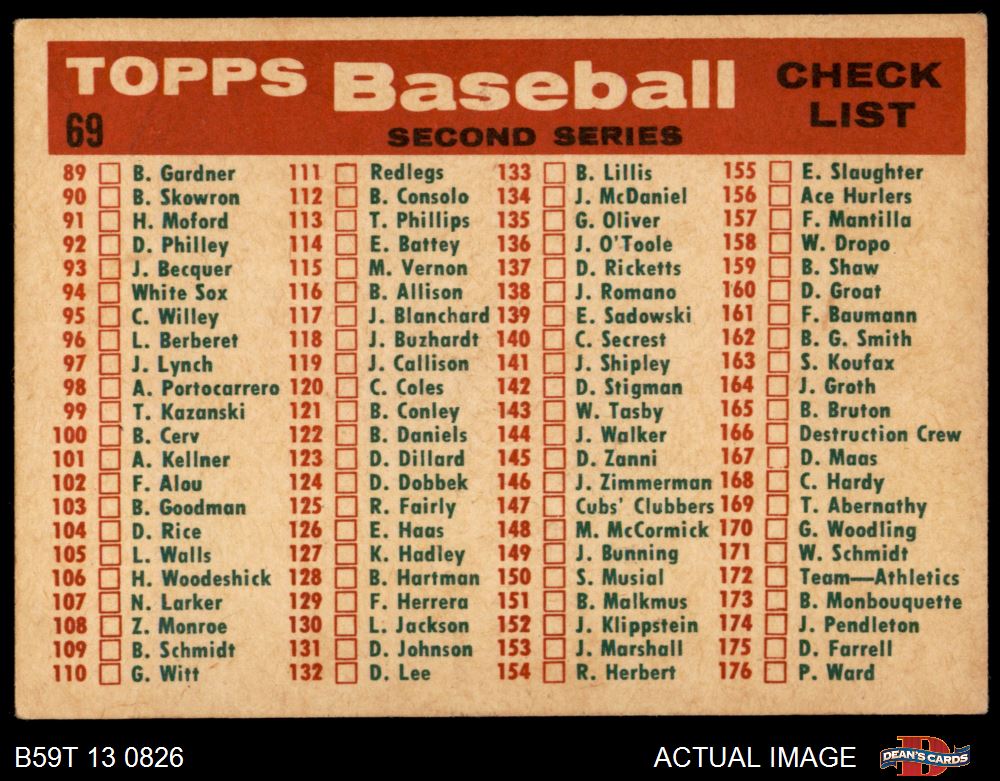 TOPPS Baseball CHECK LIST
69 SECOND SERIES
89 B. Gardner
90 B. Skowron
91 H. Moford
92 D. Philley
93 J. Becquer
94 White Sox
95 C. Willey
96 L. Berberet
97 J. Lynch
98 A. Portocarrero
99 T. Kazanski
100 B. Cerv
101 A. Kellner
102 F. Alou
103 B. Goodman
104 D. Rice
105 L. Walls
106 H. Woodeshick
107 N. Larker
108 Z. Monroe
109 B. Schmidt
110 G. Witt
111 Redlegs
112 B. Consolo
113 T. Phillips
114 E. Battey
115 M. Vernon
116 B. Allison
117 J. Blanchard
118 J. Buzhardt
119 J. Callison
120 C. Coles
121 B. Conley
122 B. Daniels
123 D. Dillard
124 D. Dobbek
125 R. Fairly
126 E. Haas
127 K. Hadley
128 B. Hartman
129 F. Herrera
130 L. Jackson
131 D. Johnson
132 D. Lee
133 B. Lillis
134 J. McDaniel
135 G. Oliver
136 J. O'Toole
137 D. Ricketts
138 J. Romano
139 E. Sadowski
140 C. Secrest
141 J. Shipley
142 D. Stigman
143 W. Tasby
144 J. Walker
145 D. Zanni
146 J. Zimmerman
147 Cubs' Clubbers
148 M. McCormick
149 J. Bunning
150 S. Musial
151 B. Malkmus
152 J. Klippstein
153 J. Marshall
154 R. Herbert
155 E. Slaughter
156 Ace Hurlers
157 F. Mantilla
158 W. Dropo
159 B. Shaw
160 D. Groat
161 F. Baumann
162 B. G. Smith
163 S. Koufax
164 J. Groth
165 B. Bruton
166 Destruction Crew
167 D. Maas
168 C. Hardy
169 T. Abernathy
170 G. Woodling
171 W. Schmidt
172 Team—Athletics
173 B. Monbouquette
174 J. Pendleton
175 D. Farrell
176 P. Ward
B59T 13 0826 ACTUAL IMAGE DEAN'S CARDS